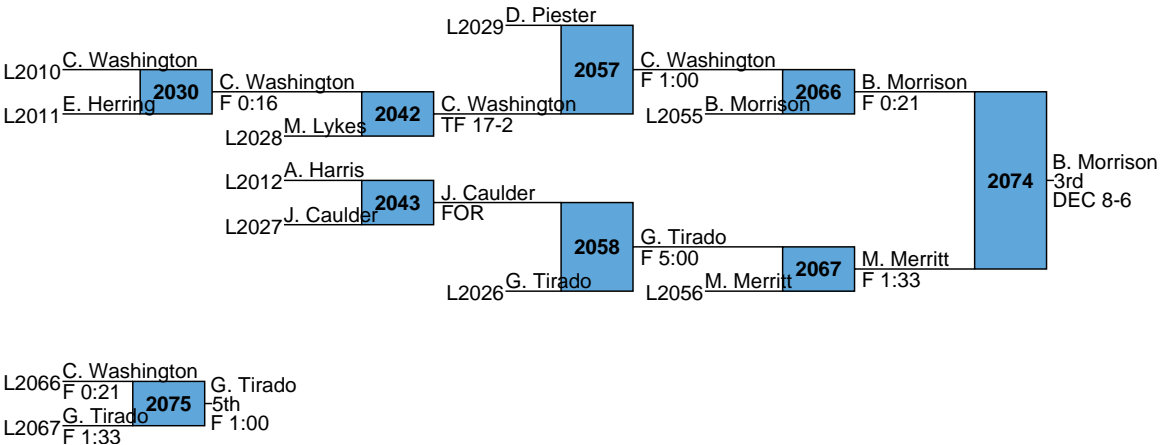 D. Piester
L2029
2057
C. Washington
F 1:00
C. Washington
L2010
2030
E. Herring
L2011
C. Washington
F 0:16
2042
M. Lykes
L2028
C. Washington
TF 17-2
B. Morrison
L2055
2066
B. Morrison
F 0:21
A. Harris
L2012
2043
J. Caulder
L2027
J. Caulder
FOR
2058
G. Tirado
L2026
G. Tirado
F 5:00
M. Merritt
L2056
2067
M. Merritt
F 1:33
2074
B. Morrison
3rd
DEC 8-6
C. Washington
L2066
F 0:21
2075
G. Tirado
L2067
F 1:33
G. Tirado
5th
F 1:00